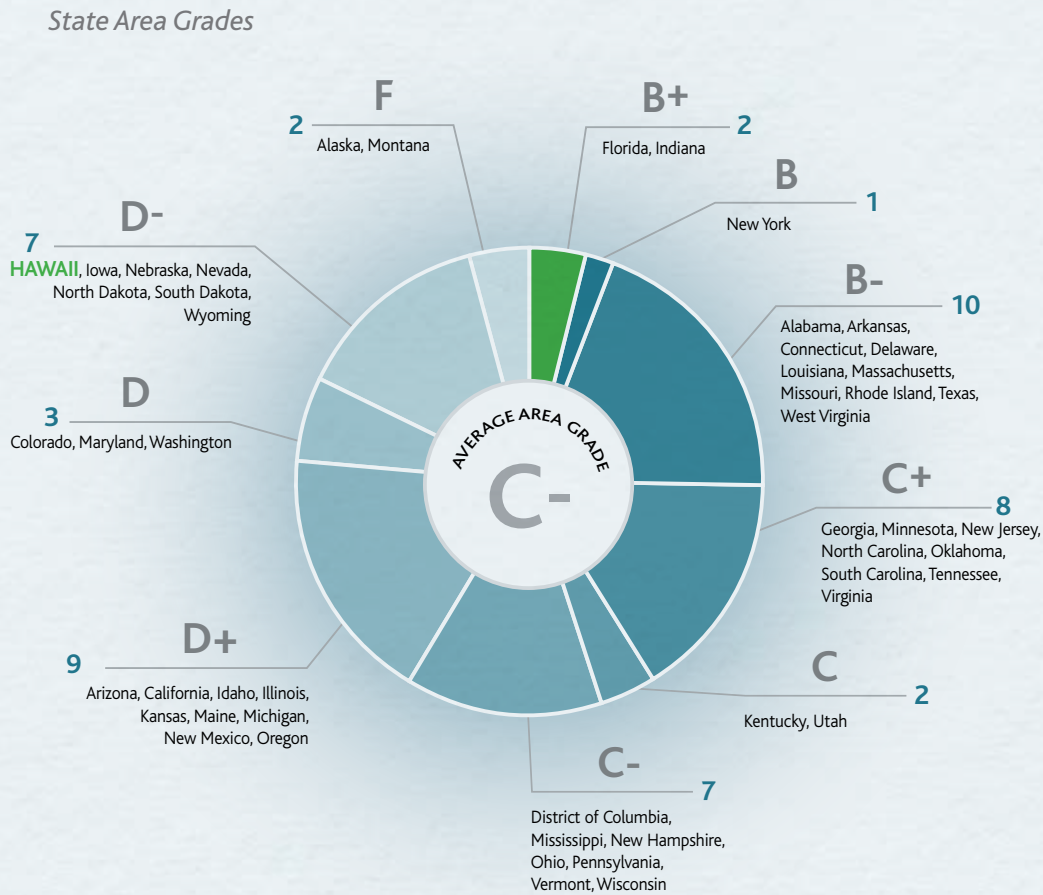 State Area Grades
F
2
Alaska, Montana
B+
2
Florida, Indiana
B
1
New York
B-
10
Alabama, Arkansas,
Connecticut, Delaware,
Louisiana, Massachusetts,
Missouri, Rhode Island, Texas,
West Virginia
C+
8
Georgia, Minnesota, New Jersey,
North Carolina, Oklahoma,
South Carolina, Tennessee,
Virginia
C
2
Kentucky, Utah
C-
7
District of Columbia,
Mississippi, New Hampshire,
Ohio, Pennsylvania,
Vermont, Wisconsin
D+
9
Arizona, California, Idaho, Illinois,
Kansas, Maine, Michigan,
New Mexico, Oregon
D
3
Colorado, Maryland, Washington
D-
7
HAWAII, Iowa, Nebraska, Nevada,
North Dakota, South Dakota,
Wyoming
AVERAGE AREA GRADE
C-